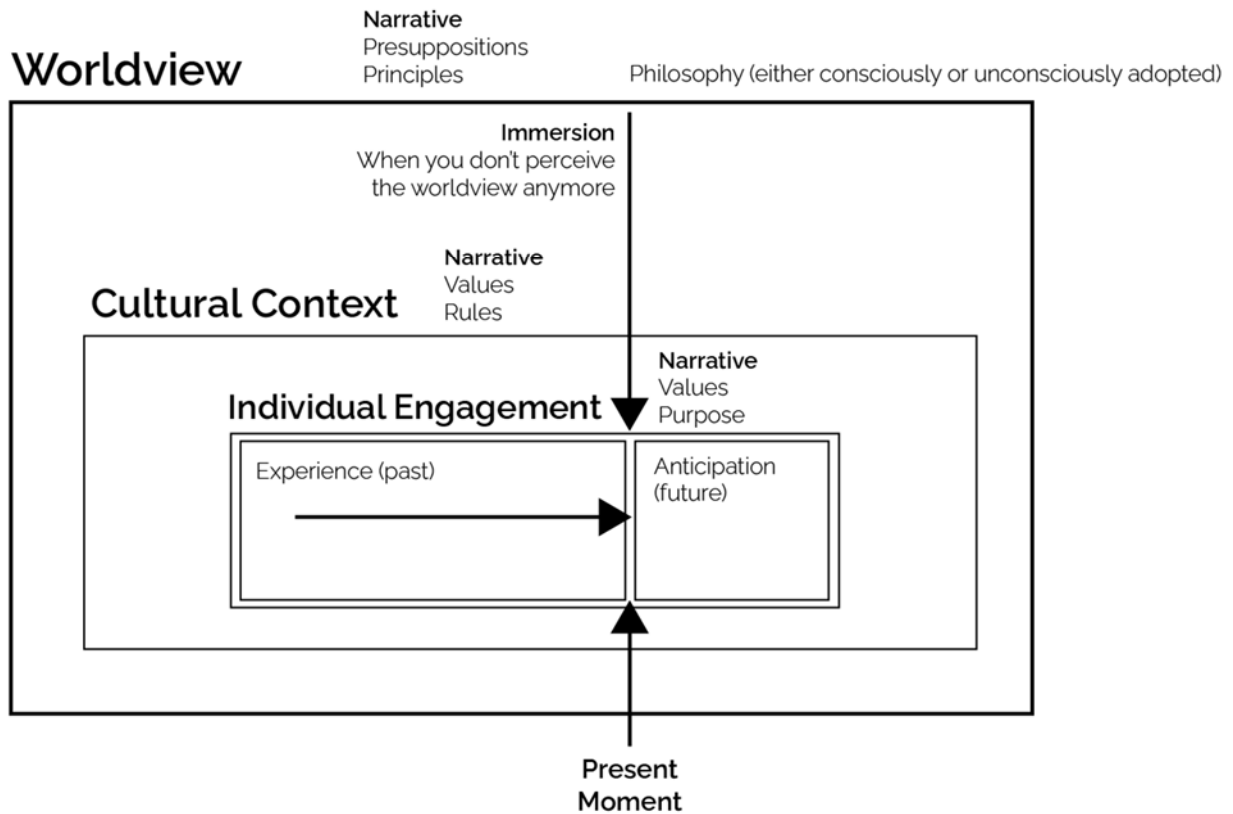 Narrative
Presuppositions
Principles
Worldview
Philosophy (either consciously or unconsciously adopted)
Immersion
When you don't perceive
the worldview anymore
Narrative
Values
Rules
Cultural Context
Narrative
Values
Purpose
Individual Engagement
Experience (past)
Anticipation
(future)
Present
Moment